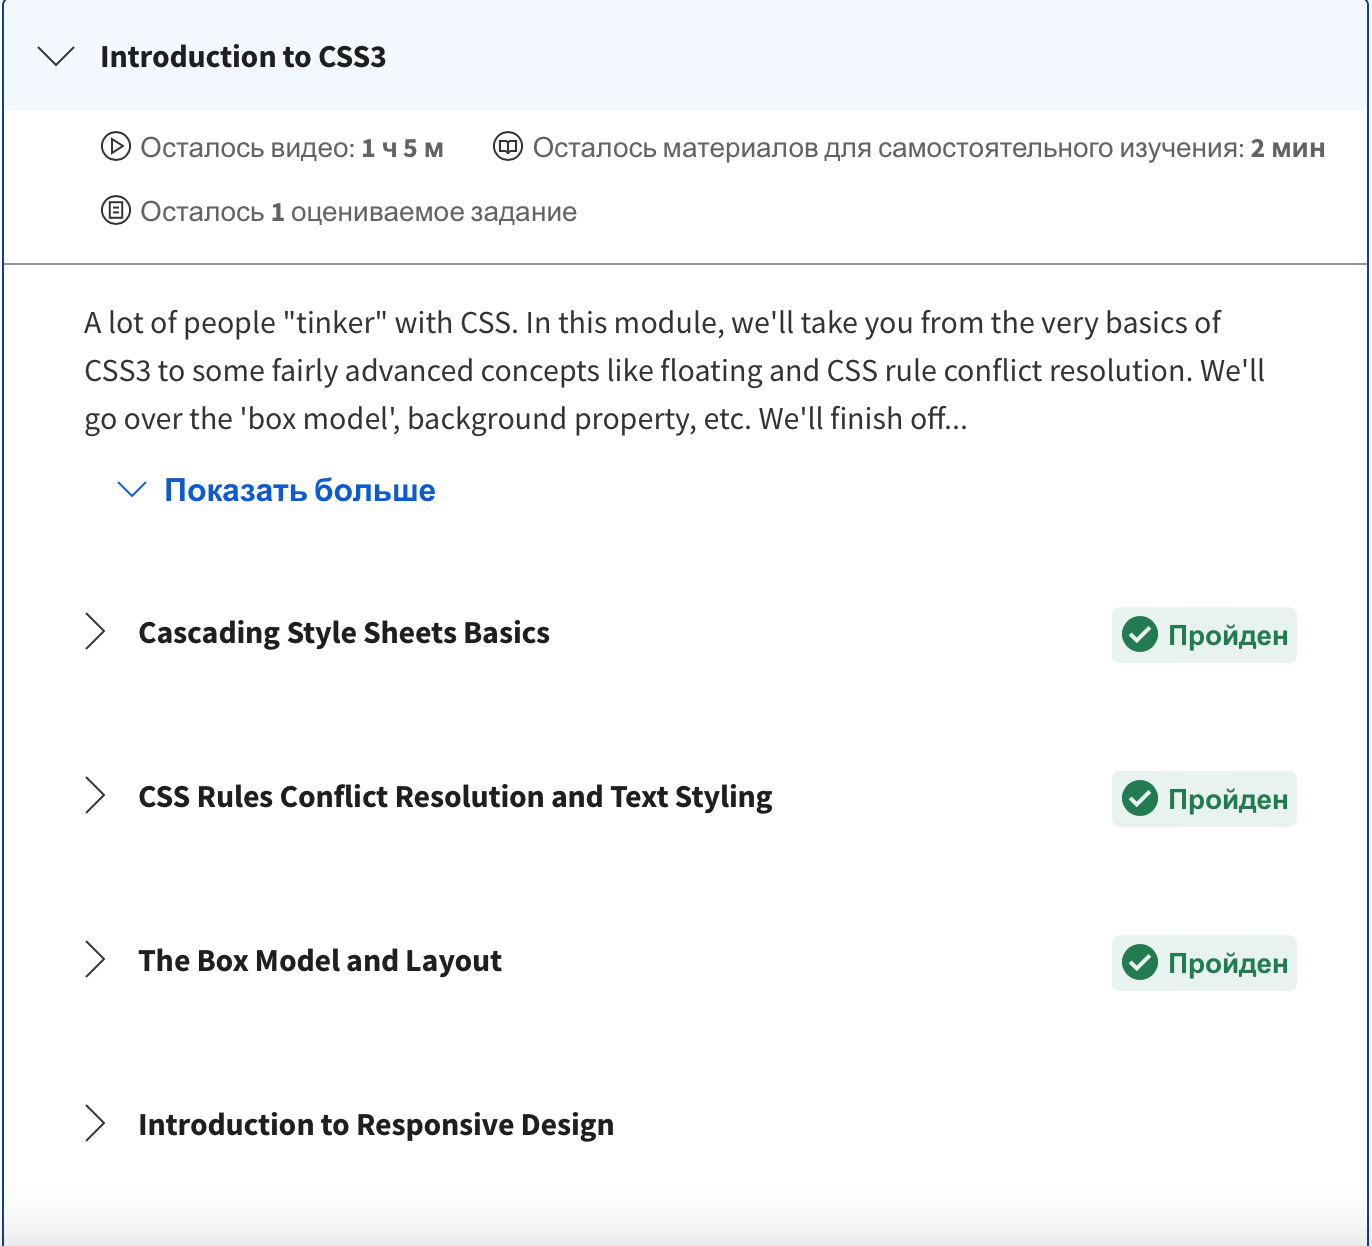 Introduction to CSS3
Осталось видео: 1 ч 5 м Осталось материалов для самостоятельного изучения: 2 мин
Осталось 1 оцениваемое задание
A lot of people "tinker" with CSS. In this module, we'll take you from the very basics of
CSS3 to some fairly advanced concepts like floating and CSS rule conflict resolution. We'll
go over the 'box model', background property, etc. We'll finish off...
Показать больше
Cascading Style Sheets Basics Пройден
CSS Rules Conflict Resolution and Text Styling Пройден
The Box Model and Layout Пройден
Introduction to Responsive Design